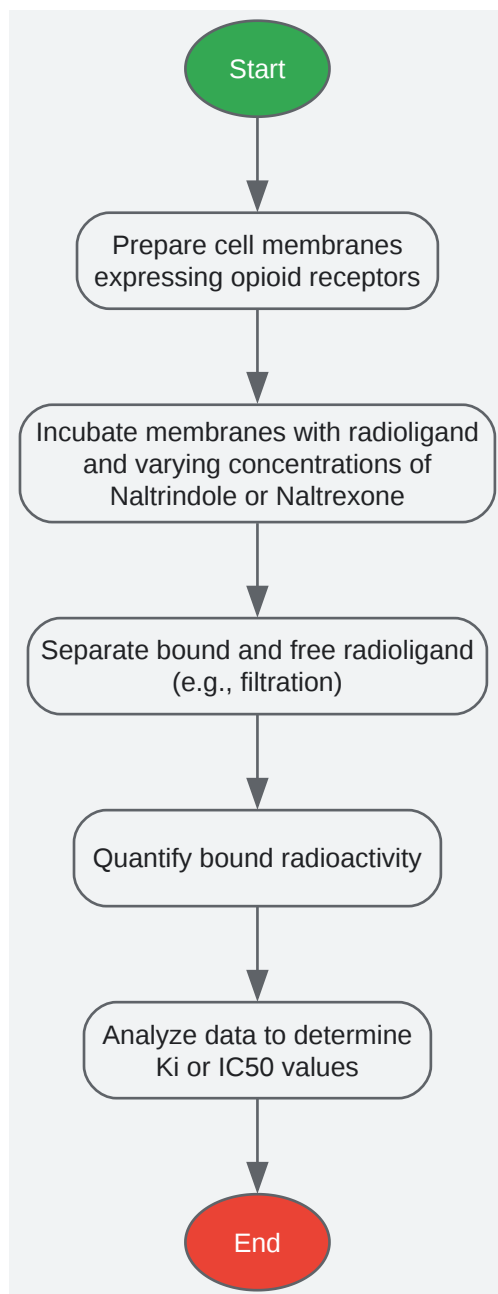 Start
Prepare cell membranes
expressing opioid receptors
Incubate membranes with radioligand
and varying concentrations of
Naltrindole or Naltrexone
Separate bound and free radioligand
(e.g., filtration)
Quantify bound radioactivity
Analyze data to determine
Ki or IC50 values
End